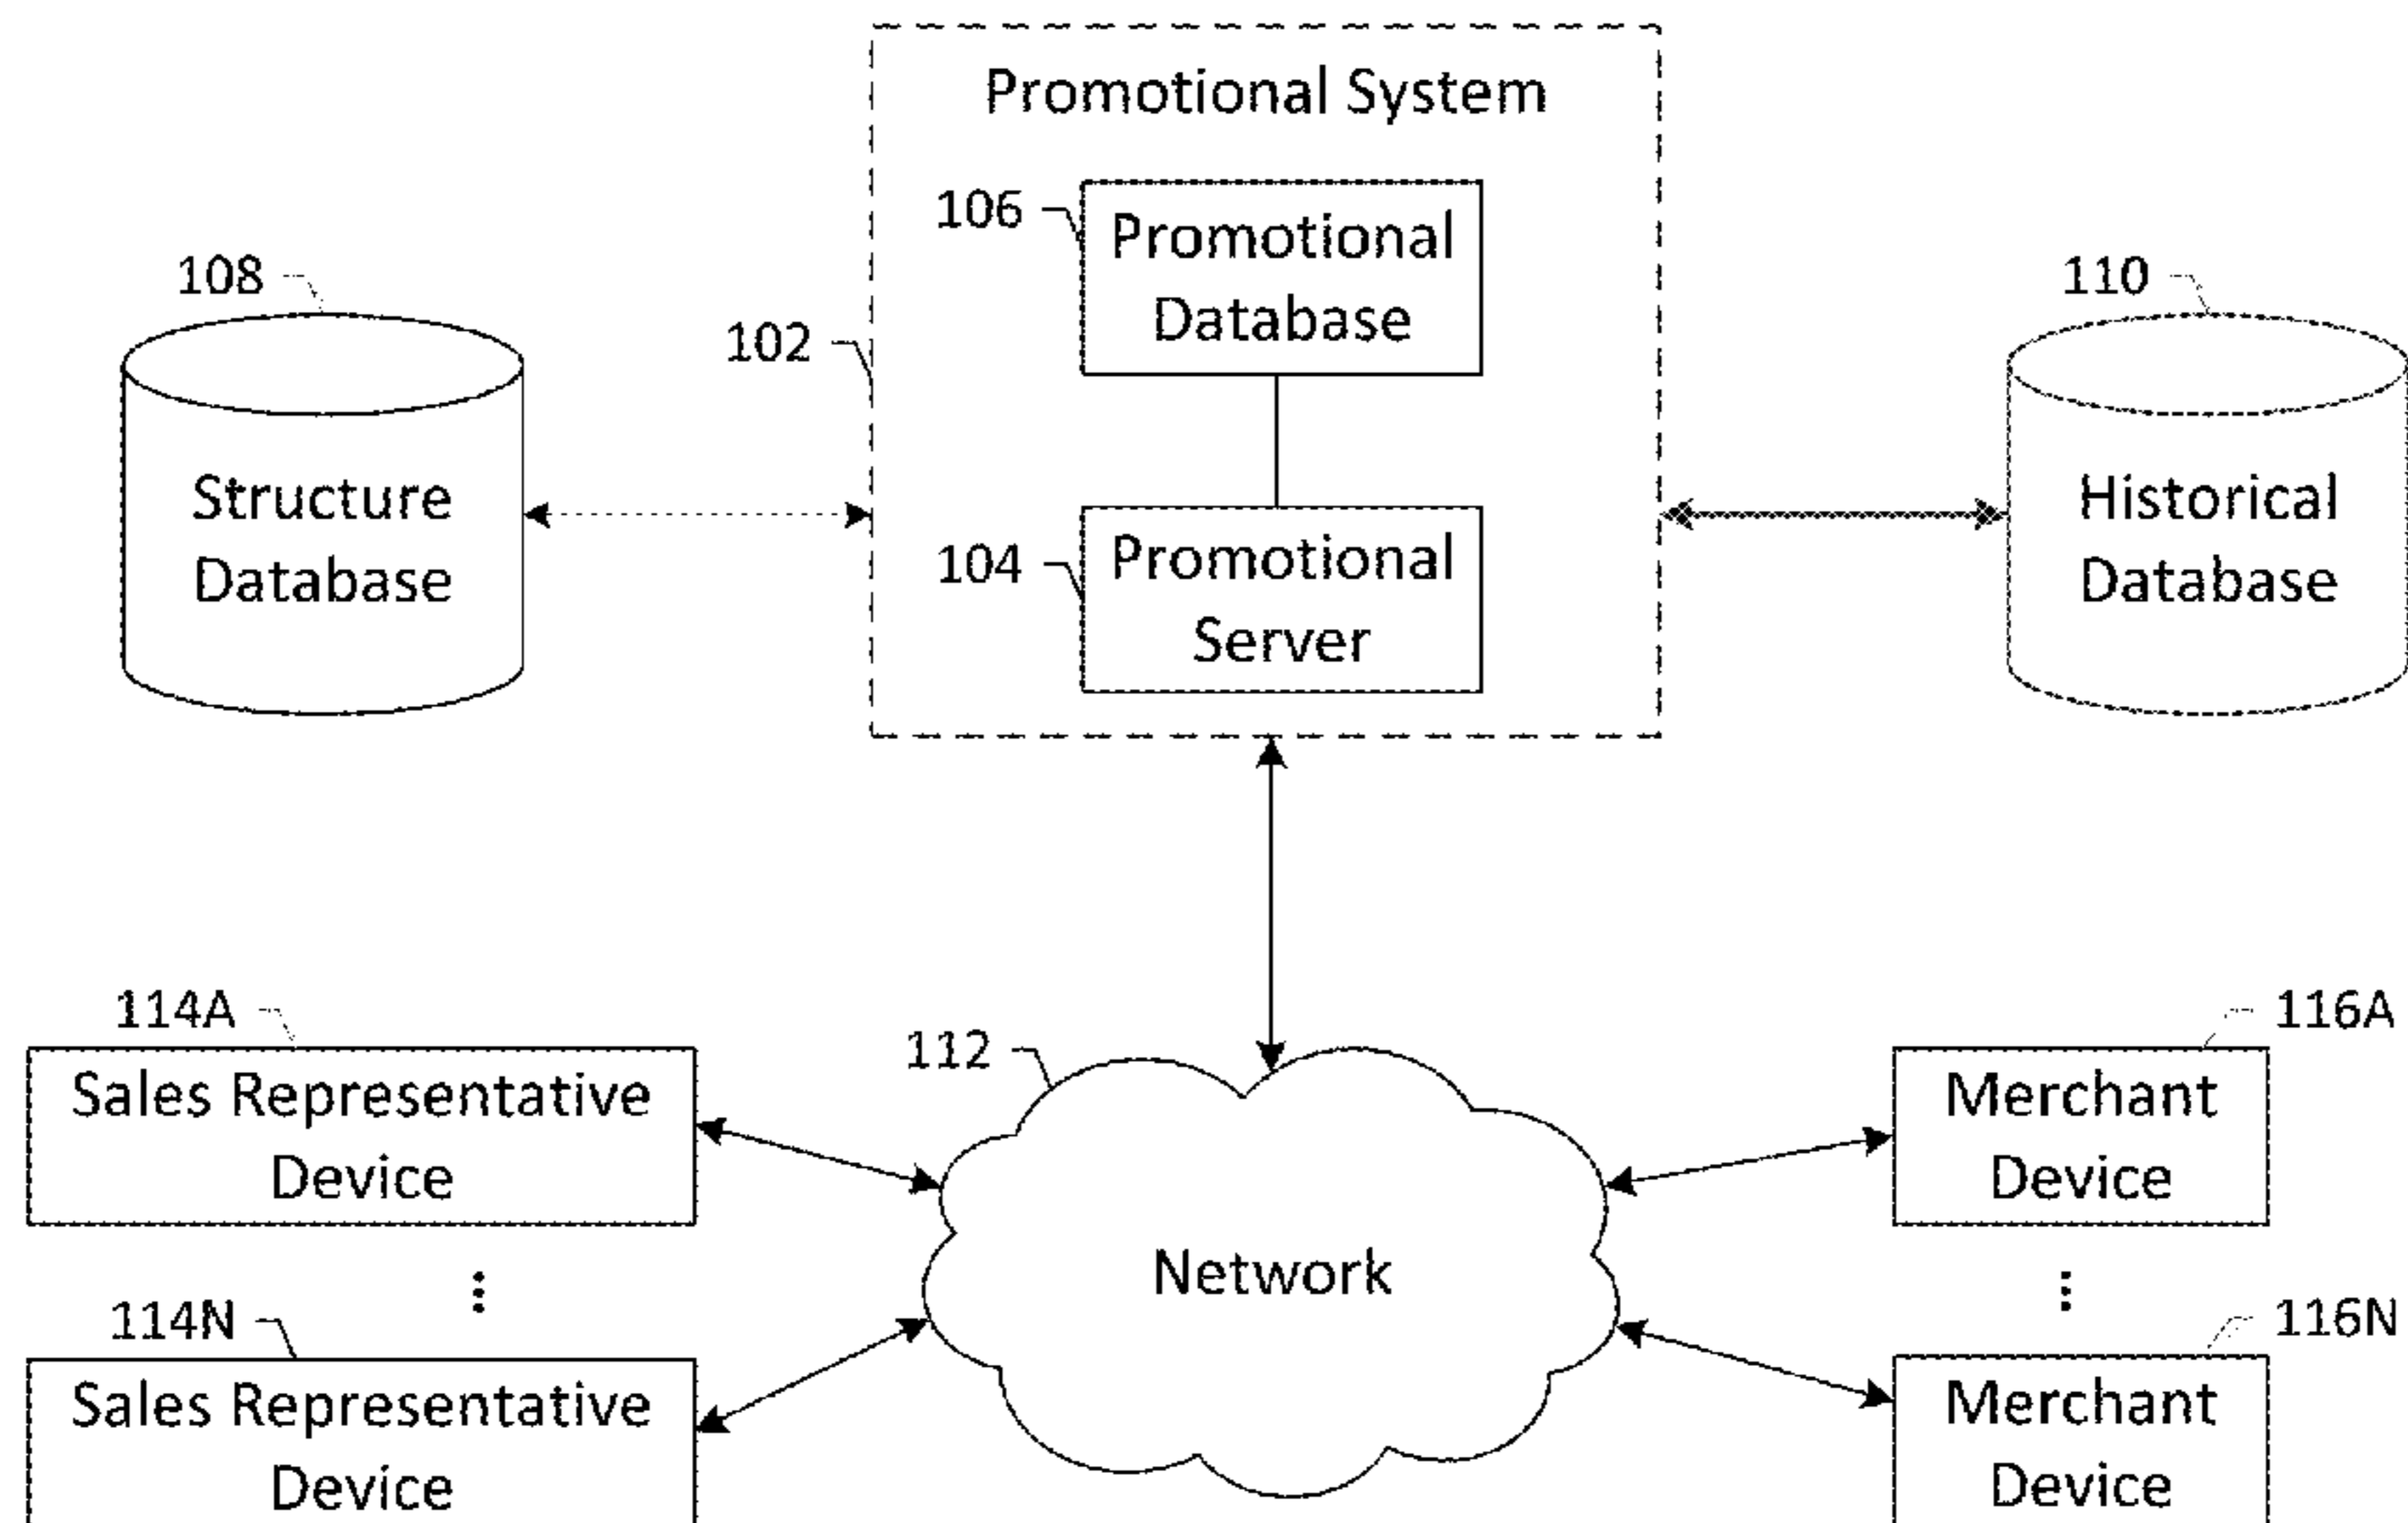 Promotional System
106
Promotional
Database
108
110
102
Structure
Database
Historical
Database
104
Promotional
Server
114A
112
116A
Sales Representative
Device
Merchant
Device
Network
114N
116N
Sales Representative
Device
Merchant
Device